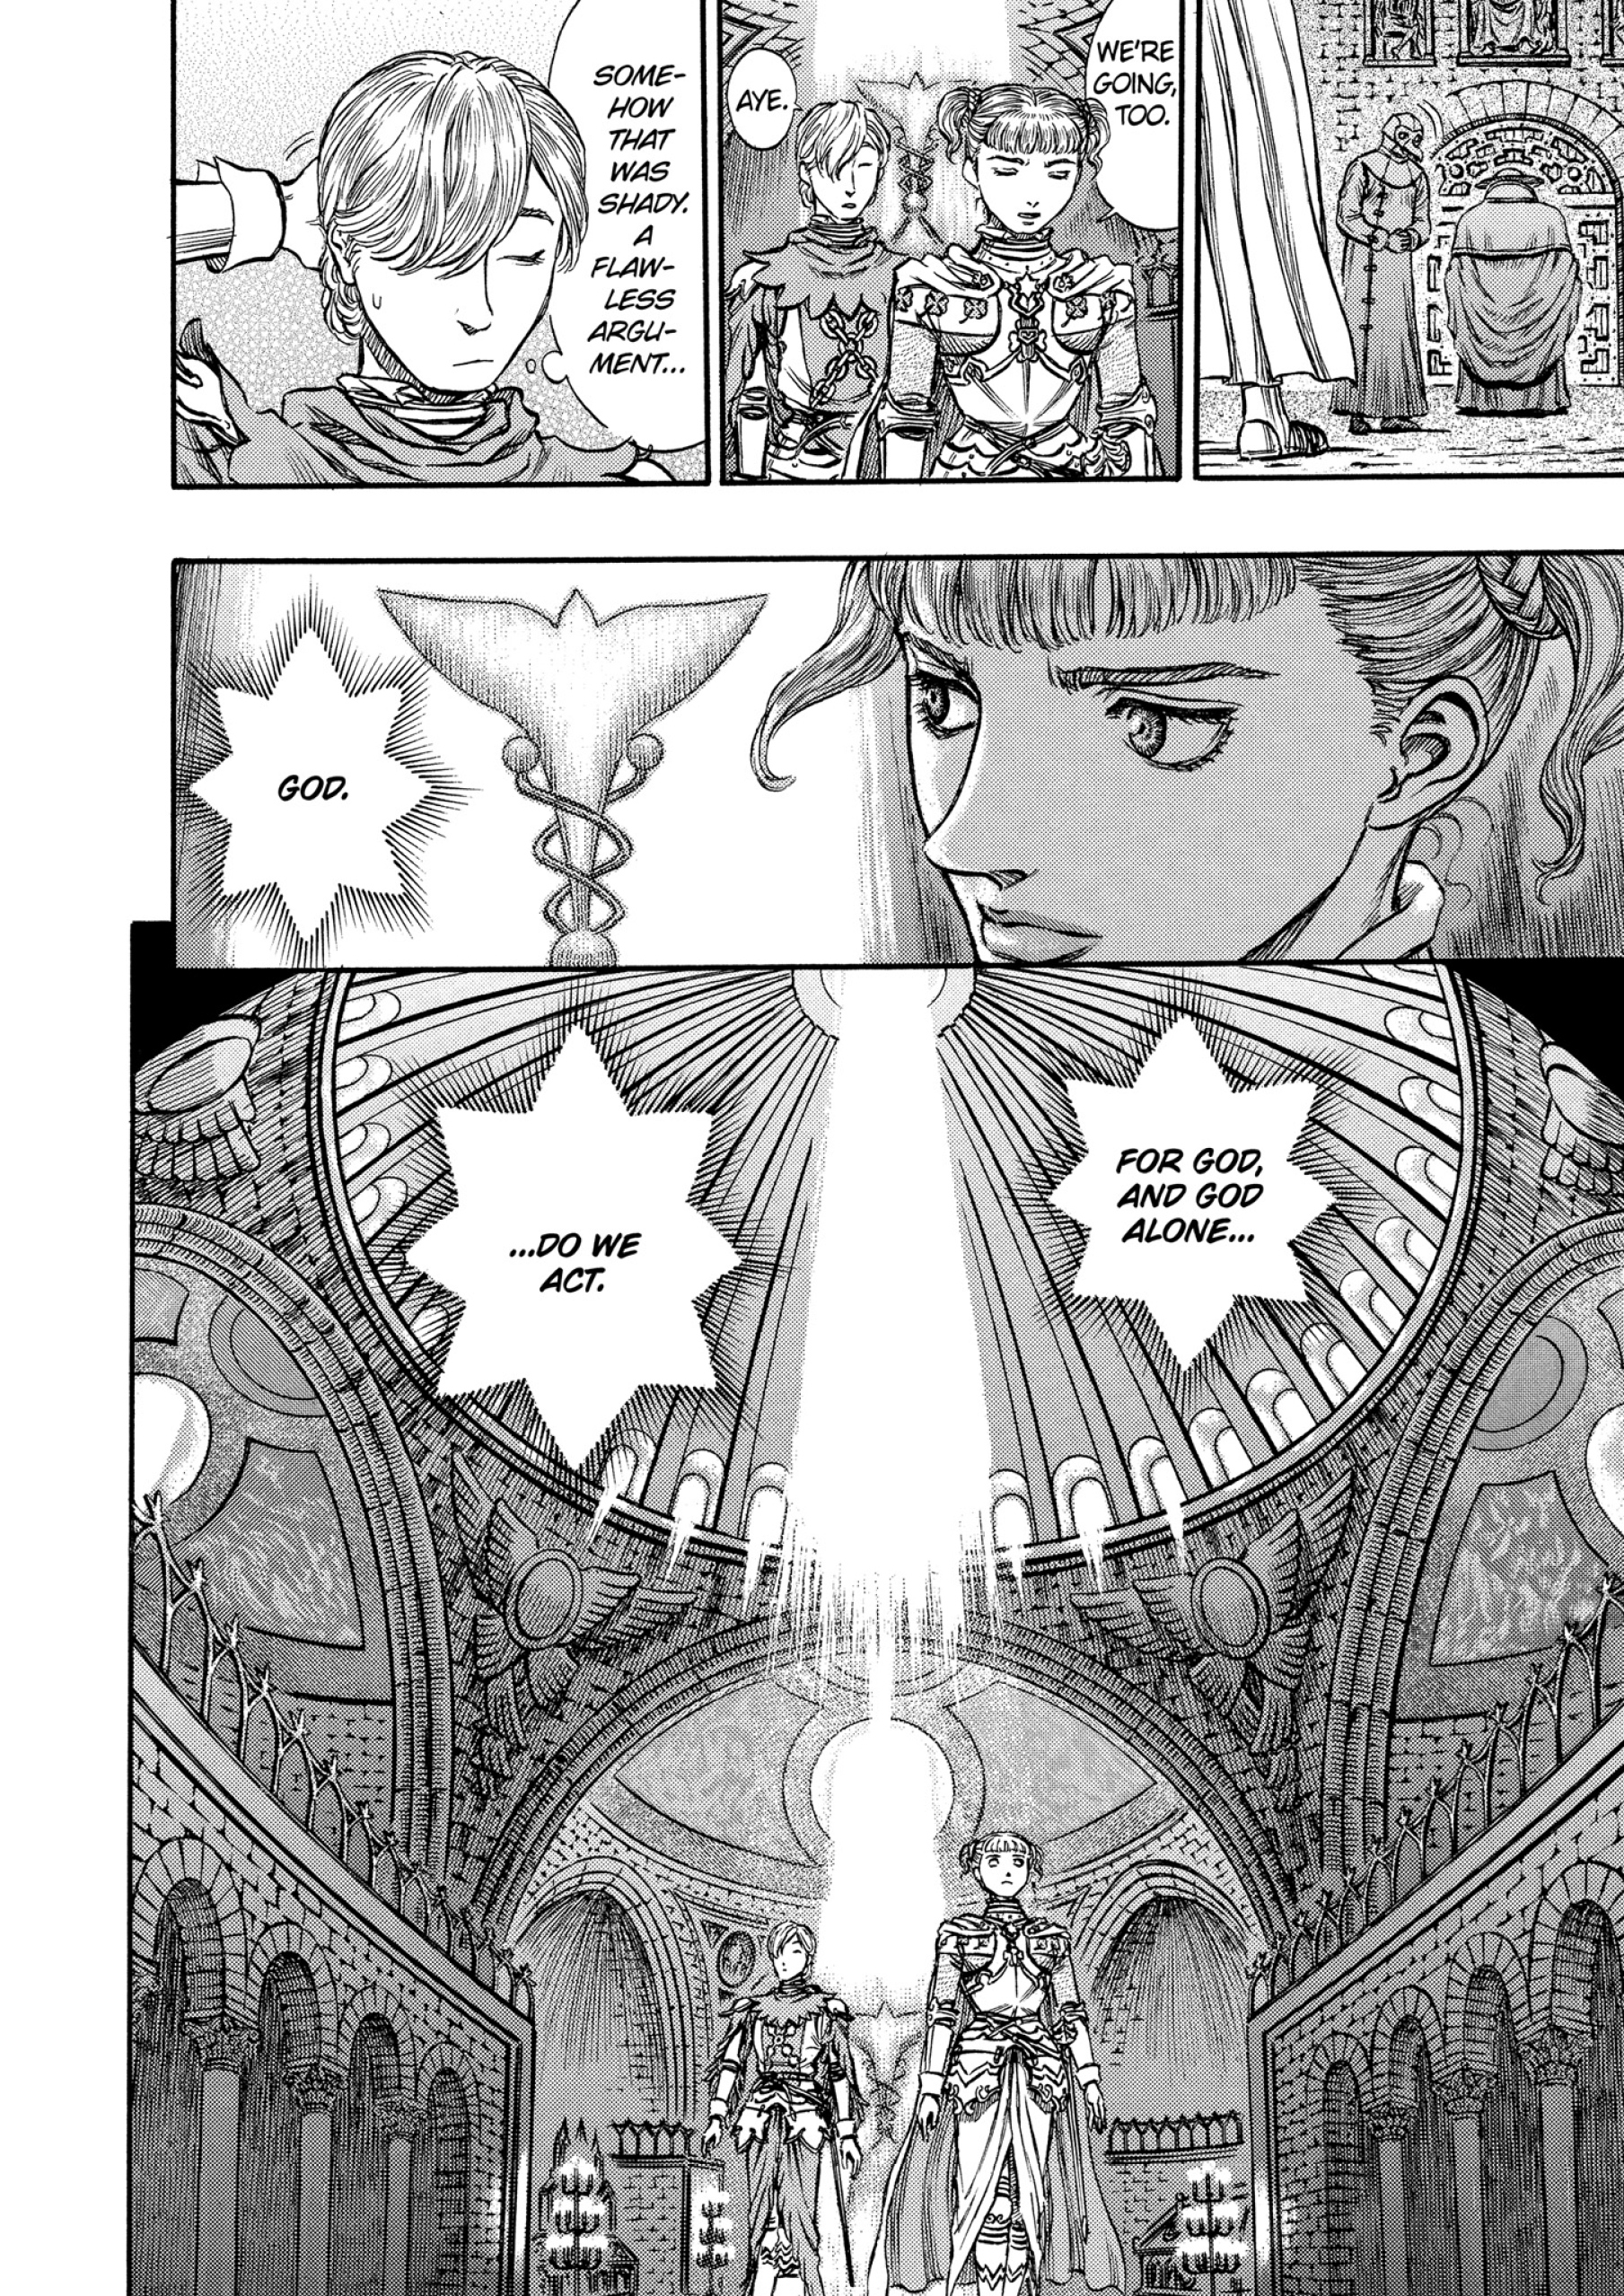 WE'RE
GOING,
TOO.
AYE.
SOME-
HOW
THAT
WAS
SHADY.
A
FLAW-
LESS
ARGU-
MENT...
GOD.
FOR GOD,
AND GOD
ALONE...
...DO WE
ACT.